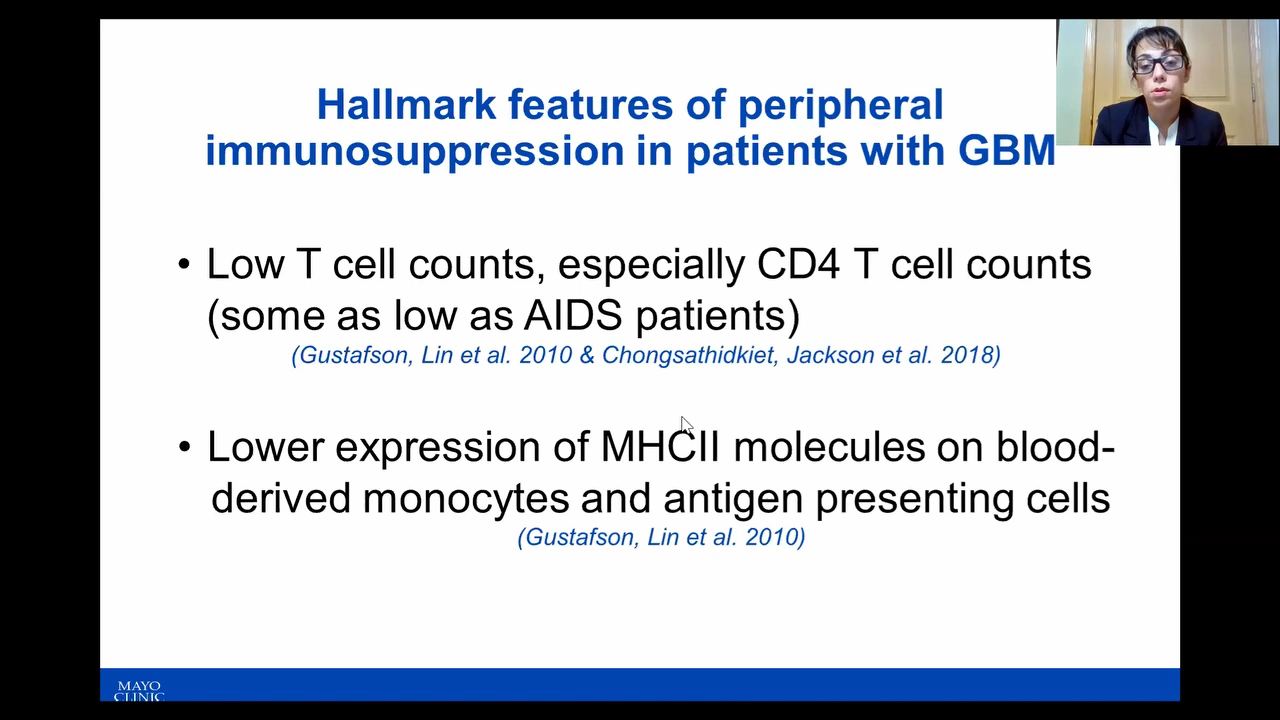 Hallmark features of peripheral
immunosuppression in patients with GBM
• Low T cell counts, especially CD4 T cell counts
(some as low as AIDS patients)
(Gustafson, Lin et al. 2010 & Chongsathidkiet, Jackson et al. 2018)
• Lower expression of MHCII molecules on blood-
derived monocytes and antigen presenting cells
(Gustafson, Lin et al. 2010)
MAYO
CLINIC